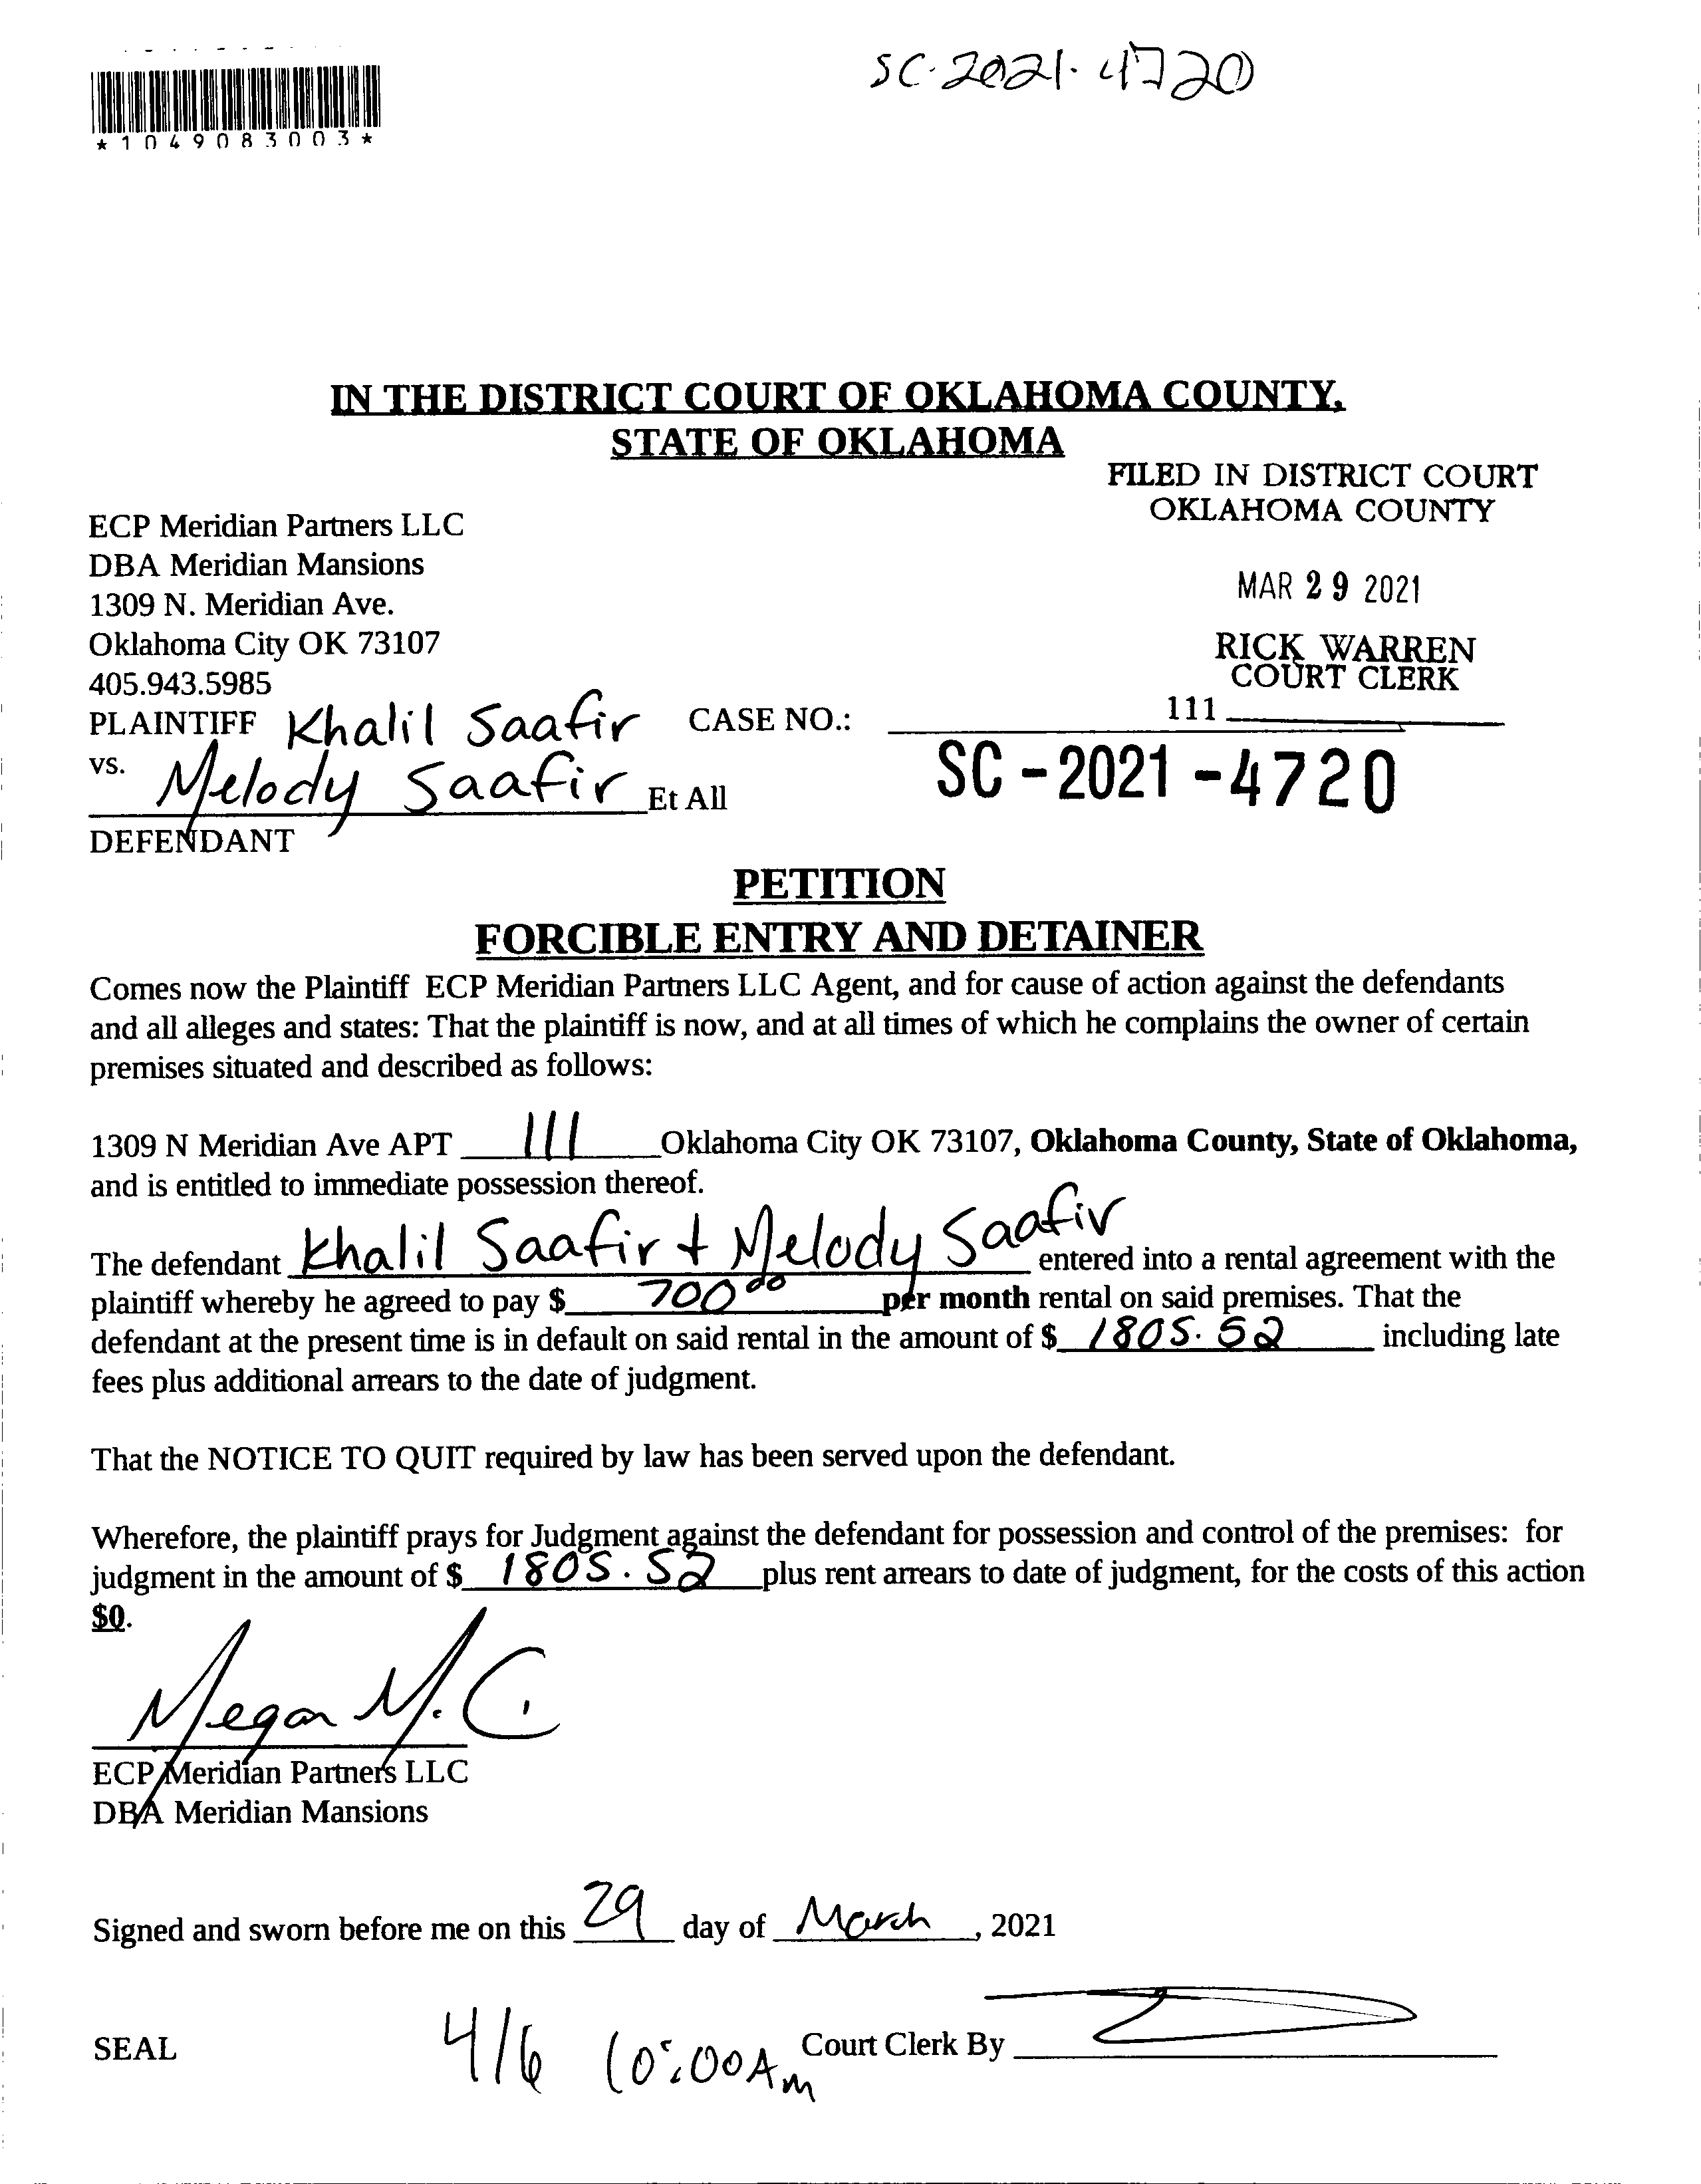 SC-2021-4720
*1049083003*
IN THE DISTRICT COURT OF OKLAHOMA COUNTY,
STATE OF OKLAHOMA
FILED IN DISTRICT COURT
OKLAHOMA COUNTY
MAR 29 2021
RICK WARREN
COURT CLERK
111
ECP Meridian Partners LLC
DBA Meridian Mansions
1309 N. Meridian Ave.
Oklahoma City OK 73107
405.943.5985
PLAINTIFF Khalil Saafir CASE NO.:
vs. Melody Saafir Et All
SC-2021-4720
DEFENDANT
PETITION
FORCIBLE ENTRY AND DETAINER
Comes now the Plaintiff ECP Meridian Partners LLC Agent, and for cause of action against the defendants
and all alleges and states: That the plaintiff is now, and at all times of which he complains the owner of certain
premises situated and described as follows:
1309 N Meridian Ave APT 111 Oklahoma City OK 73107, Oklahoma County, State of Oklahoma,
and is entitled to immediate possession thereof.
The defendant Khalil Saafir + Melody Saafir entered into a rental agreement with the
plaintiff whereby he agreed to pay $ 700 00 per month rental on said premises. That the
defendant at the present time is in default on said rental in the amount of $ 1805.52 including late
fees plus additional arrears to the date of judgment.
That the NOTICE TO QUIT required by law has been served upon the defendant.
Wherefore, the plaintiff prays for Judgment against the defendant for possession and control of the premises: for
judgment in the amount of $ 1805.52 plus rent arrears to date of judgment, for the costs of this action
$0.
Megan M. C.
ECP Meridian Partners LLC
DBA Meridian Mansions
Signed and sworn before me on this 29 day of March, 2021
SEAL 4/6 10:00 AM Court Clerk By